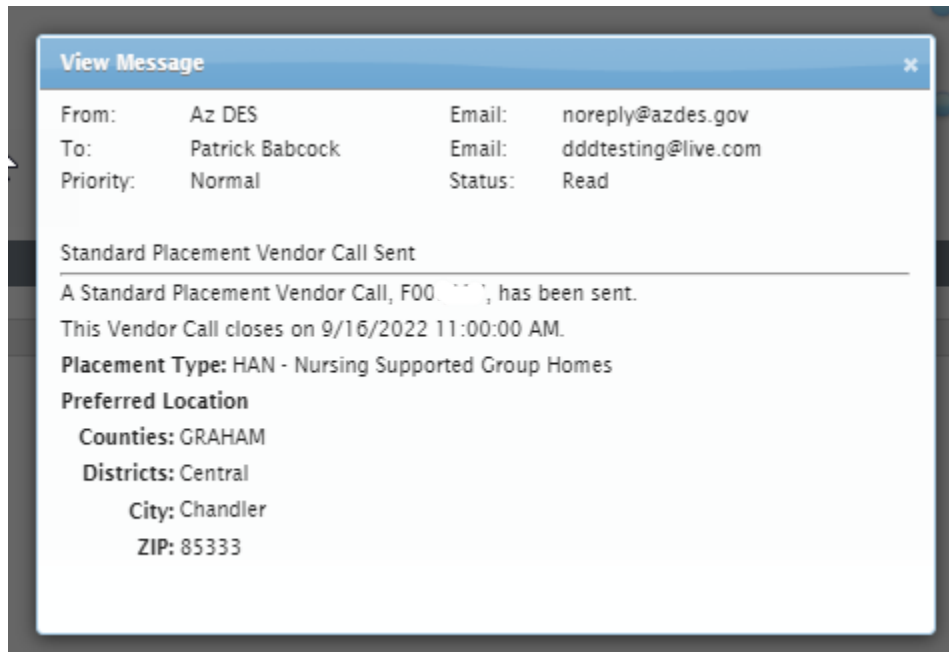 View Message
From: Az DES Email: noreply@azdes.gov
To: Patrick Babcock Email: dddtesting@live.com
Priority: Normal Status: Read
Standard Placement Vendor Call Sent
A Standard Placement Vendor Call, F00 , has been sent.
This Vendor Call closes on 9/16/2022 11:00:00 AM.
Placement Type: HAN - Nursing Supported Group Homes
Preferred Location
Counties: GRAHAM
Districts: Central
City: Chandler
ZIP: 85333